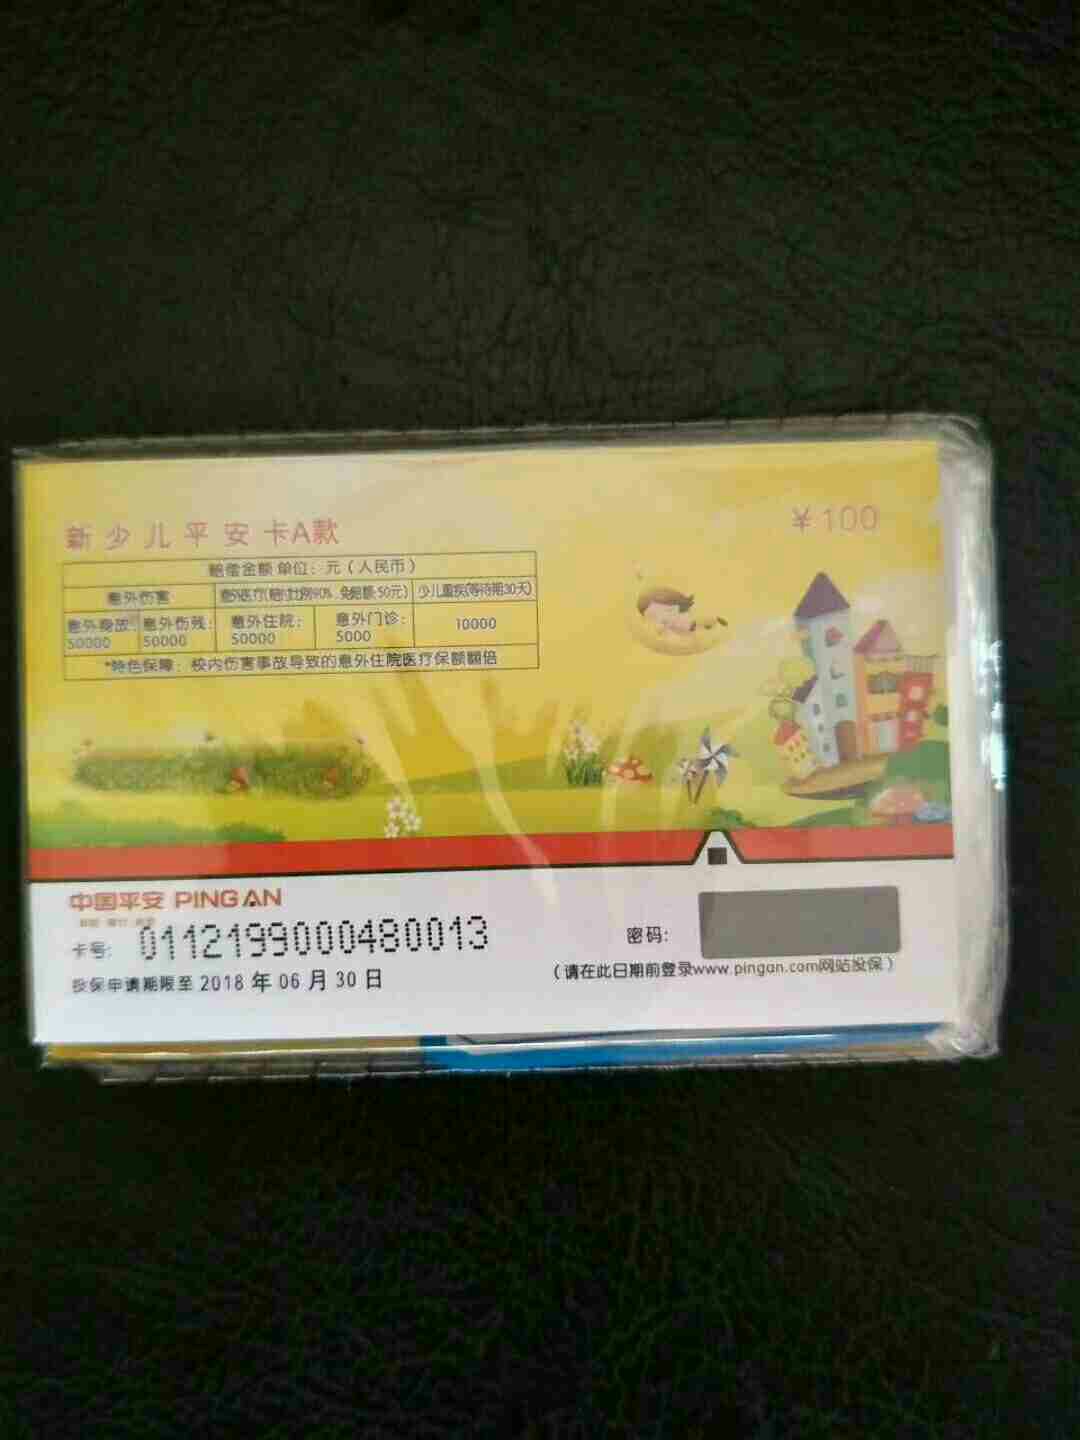 新少儿平安卡A款
¥100
赔偿金额 单位：元（人民币）
意外伤害
意外医疗(赔付比例90%，免赔额:50元)
少儿重疾(等待期30天)
意外身故：50000
意外伤残：50000
意外住院：50000
意外门诊：5000
10000
*特色保障：校内伤害事故导致的意外住院医疗保额翻倍
中国平安 PING AN
保险·银行·投资
卡号：0112199000480013
密码：
投保申请期限至 2018 年 06 月 30 日
（请在此日期前登录www.pingan.com网站投保）